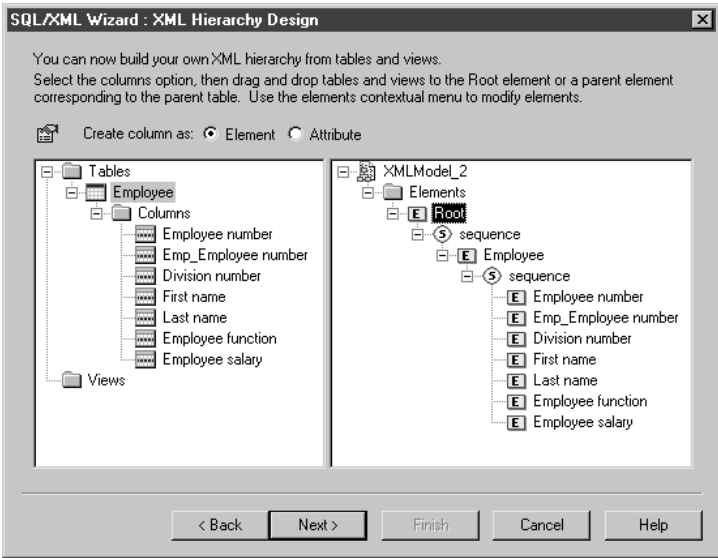 SQL/XML Wizard : XML Hierarchy Design
You can now build your own XML hierarchy from tables and views.
Select the columns option, then drag and drop tables and views to the Root element or a parent element
corresponding to the parent table. Use the elements contextual menu to modify elements.
Create column as: Element Attribute
Tables
Employee
Columns
Employee number
Emp_Employee number
Division number
First name
Last name
Employee function
Employee salary
Views
XMLModel_2
Elements
E Root
S sequence
E Employee
S sequence
E Employee number
E Emp_Employee number
E Division number
E First name
E Last name
E Employee function
E Employee salary
< Back Next > Finish Cancel Help